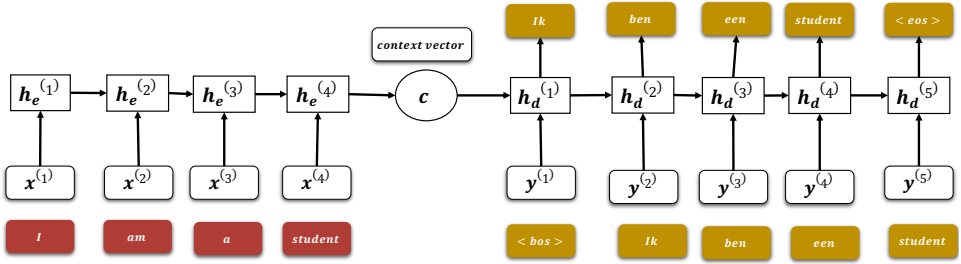 Ik ben een student < eos >
context vector
h_e^(1) h_e^(2) h_e^(3) h_e^(4) c h_d^(1) h_d^(2) h_d^(3) h_d^(4) h_d^(5)
x^(1) x^(2) x^(3) x^(4) y^(1) y^(2) y^(3) y^(4) y^(5)
I am a student < bos > Ik ben een student